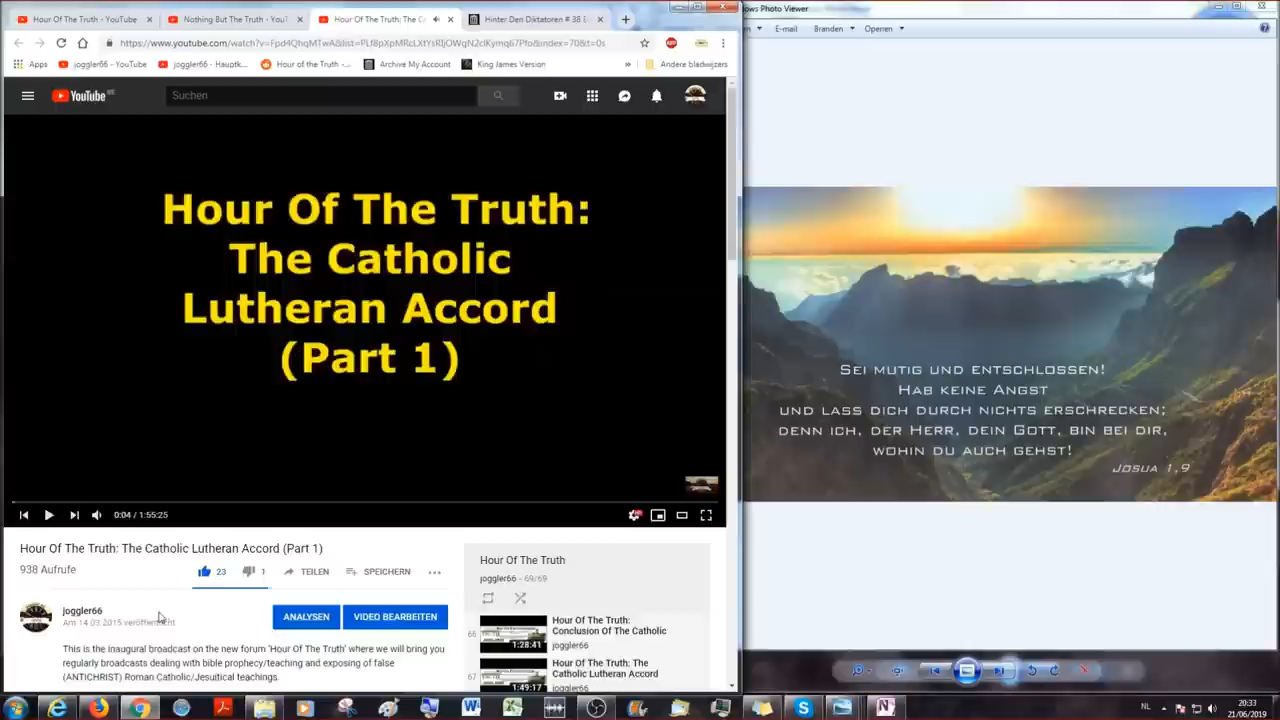 Hour Of The Truth - YouTube
Nothing But The Truth - YouT
Hour Of The Truth: The C
Hinter Den Diktatoren # 38 E
https://www.youtube.com/watch?v=
Apps
joggler66 - YouTube
joggler66 - Hauptk...
Hour of the Truth -...
Archive My Account
King James Version
»
Andere bladwijzers
YouTube
Suchen
Hour Of The Truth:
The Catholic
Lutheran Accord
(Part 1)
0:04 / 1:55:25
Hour Of The Truth: The Catholic Lutheran Accord (Part 1)
938 Aufrufe
23
1
TEILEN
SPEICHERN
joggler66
Am 14.03.2015 veröffentlicht
ANALYSEN
VIDEO BEARBEITEN
This is the inaugural broadcast on the new forum 'Hour Of The Truth' where we will bring you
regularly broadcasts dealing with bible prophecy/teaching and exposing of false
(ANTICHRIST) Roman Catholic/Jesuitical teachings.
Hour Of The Truth
joggler66 - 69/69
66
Hour Of The Truth:
Conclusion Of The Catholic
joggler66
1:28:41
67
Hour Of The Truth: The
Catholic Lutheran Accord
joggler66
1:49:17
ows Photo Viewer
E-mail
Branden
Openen
Sei mutig und entschlossen!
Hab keine Angst
und lass dich durch nichts erschrecken;
denn ich, der Herr, dein Gott, bin bei dir,
wohin du auch gehst!
Josua 1,9
NL
20:33
21/06/2019